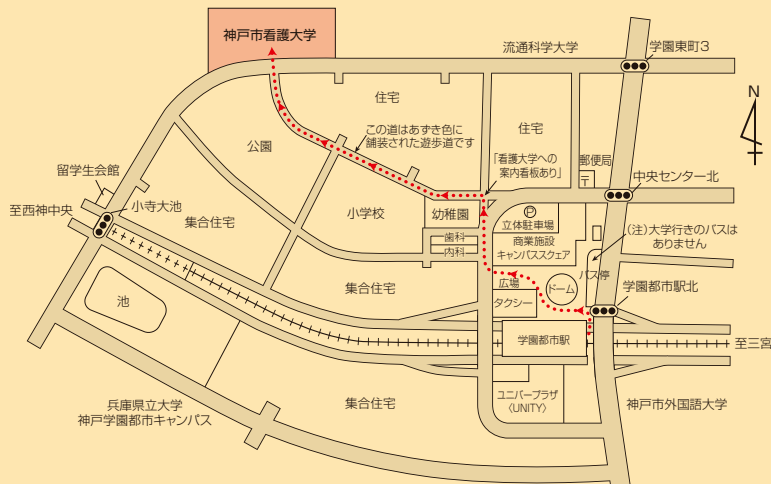 神戸市看護大学
流通科学大学
学園東町3
N
住宅
この道はあずき色に
舗装された遊歩道です
公園
住宅
「看護大学への
案内看板あり」
郵便局
〒
中央センター北
留学生会館
小寺大池
至西神中央
集合住宅
小学校
幼稚園
P
立体駐車場
商業施設
キャンパススクェア
(注)大学行きのバスは
ありません
歯科
内科
バス停
広場
ドーム
学園都市駅北
集合住宅
タクシー
池
学園都市駅
至三宮
兵庫県立大学
神戸学園都市キャンパス
集合住宅
ユニバープラザ
〈UNITY〉
神戸市外国語大学